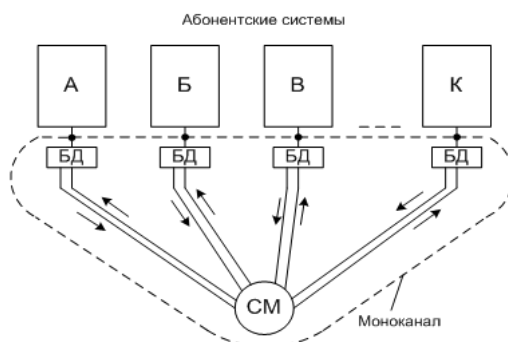 Абонентские системы
А Б В К
БД БД БД БД
СМ
Моноканал